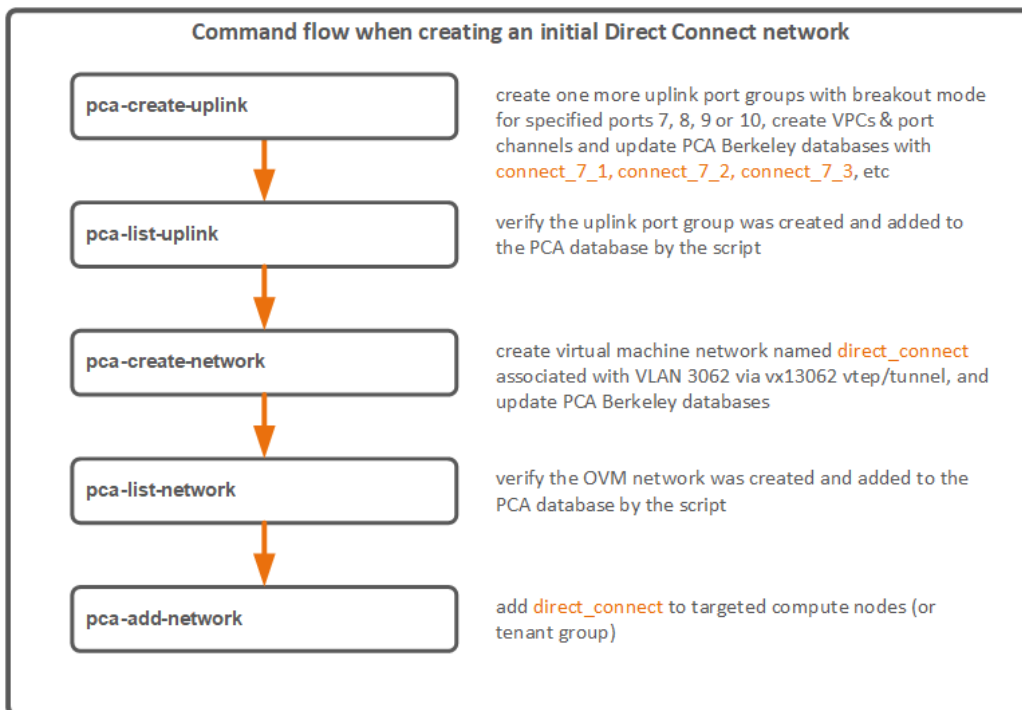 Command flow when creating an initial Direct Connect network
pca-create-uplink
create one more uplink port groups with breakout mode
for specified ports 7, 8, 9 or 10, create VPCs & port
channels and update PCA Berkeley databases with
connect_7_1, connect_7_2, connect_7_3, etc
pca-list-uplink
verify the uplink port group was created and added to
the PCA database by the script
pca-create-network
create virtual machine network named direct_connect
associated with VLAN 3062 via vx13062 vtep/tunnel, and
update PCA Berkeley databases
pca-list-network
verify the OVM network was created and added to the
PCA database by the script
pca-add-network
add direct_connect to targeted compute nodes (or
tenant group)